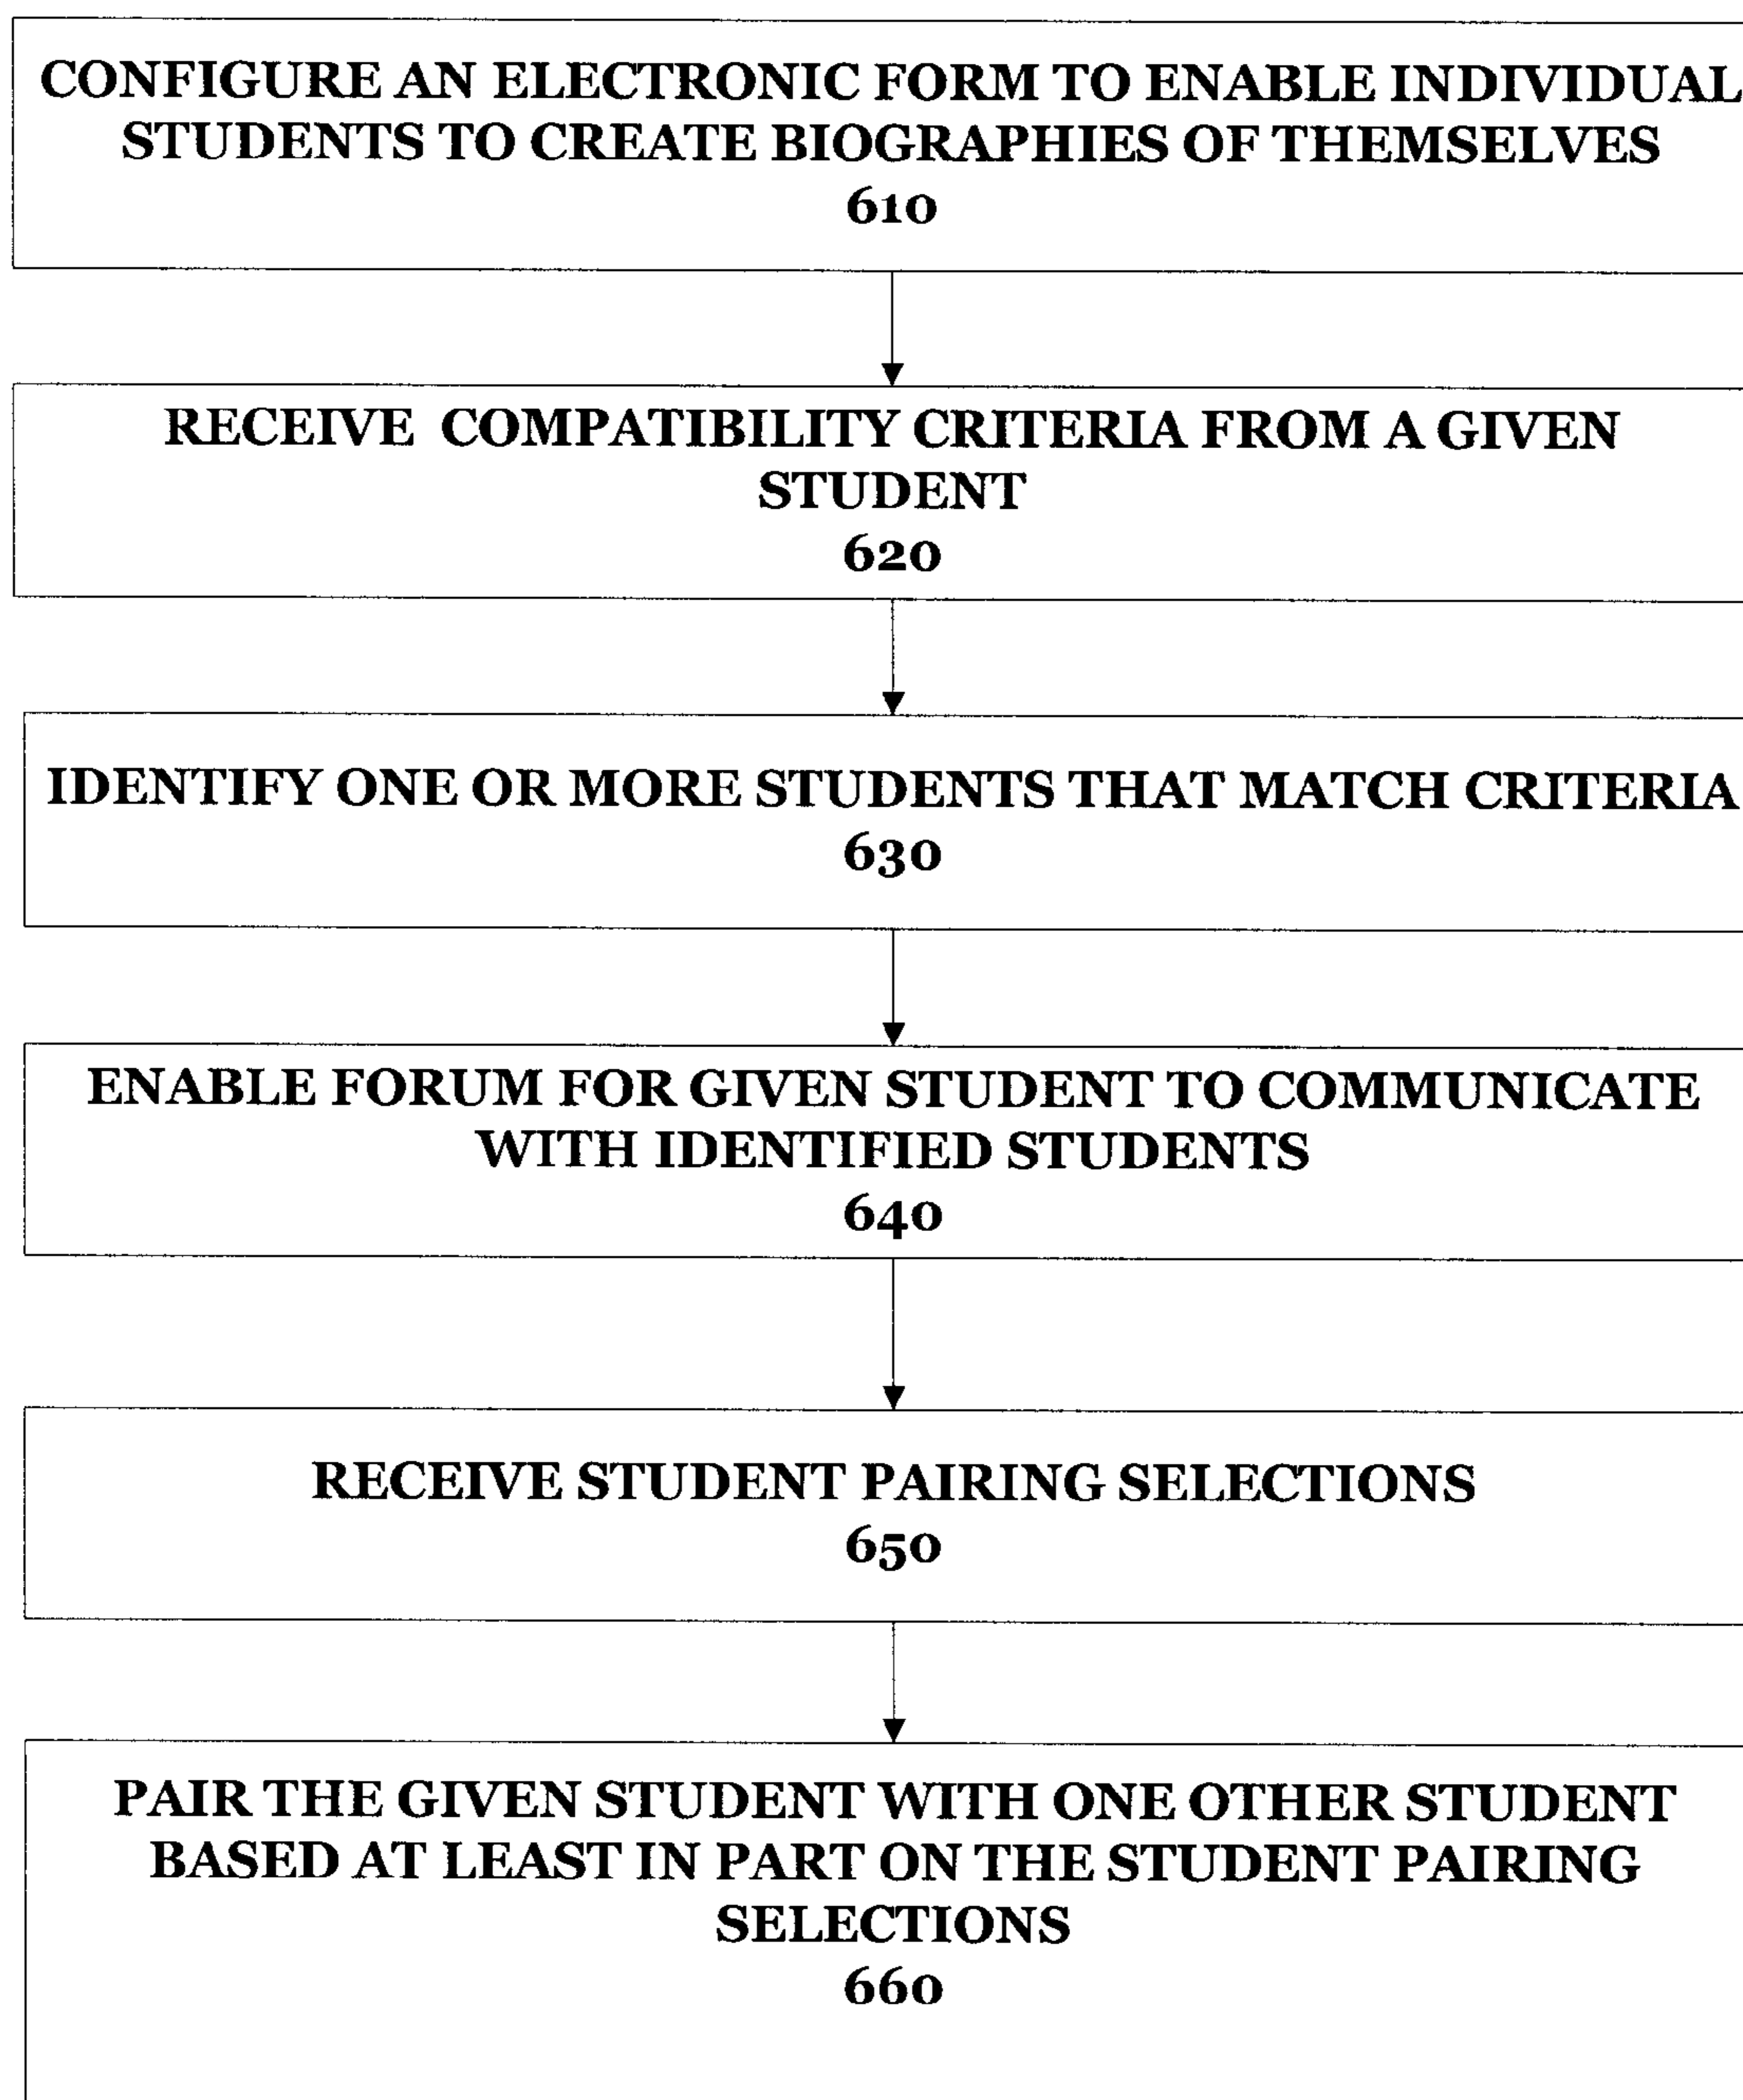 CONFIGURE AN ELECTRONIC FORM TO ENABLE INDIVIDUAL
STUDENTS TO CREATE BIOGRAPHIES OF THEMSELVES
610
RECEIVE COMPATIBILITY CRITERIA FROM A GIVEN
STUDENT
620
IDENTIFY ONE OR MORE STUDENTS THAT MATCH CRITERIA
630
ENABLE FORUM FOR GIVEN STUDENT TO COMMUNICATE
WITH IDENTIFIED STUDENTS
640
RECEIVE STUDENT PAIRING SELECTIONS
650
PAIR THE GIVEN STUDENT WITH ONE OTHER STUDENT
BASED AT LEAST IN PART ON THE STUDENT PAIRING
SELECTIONS
660